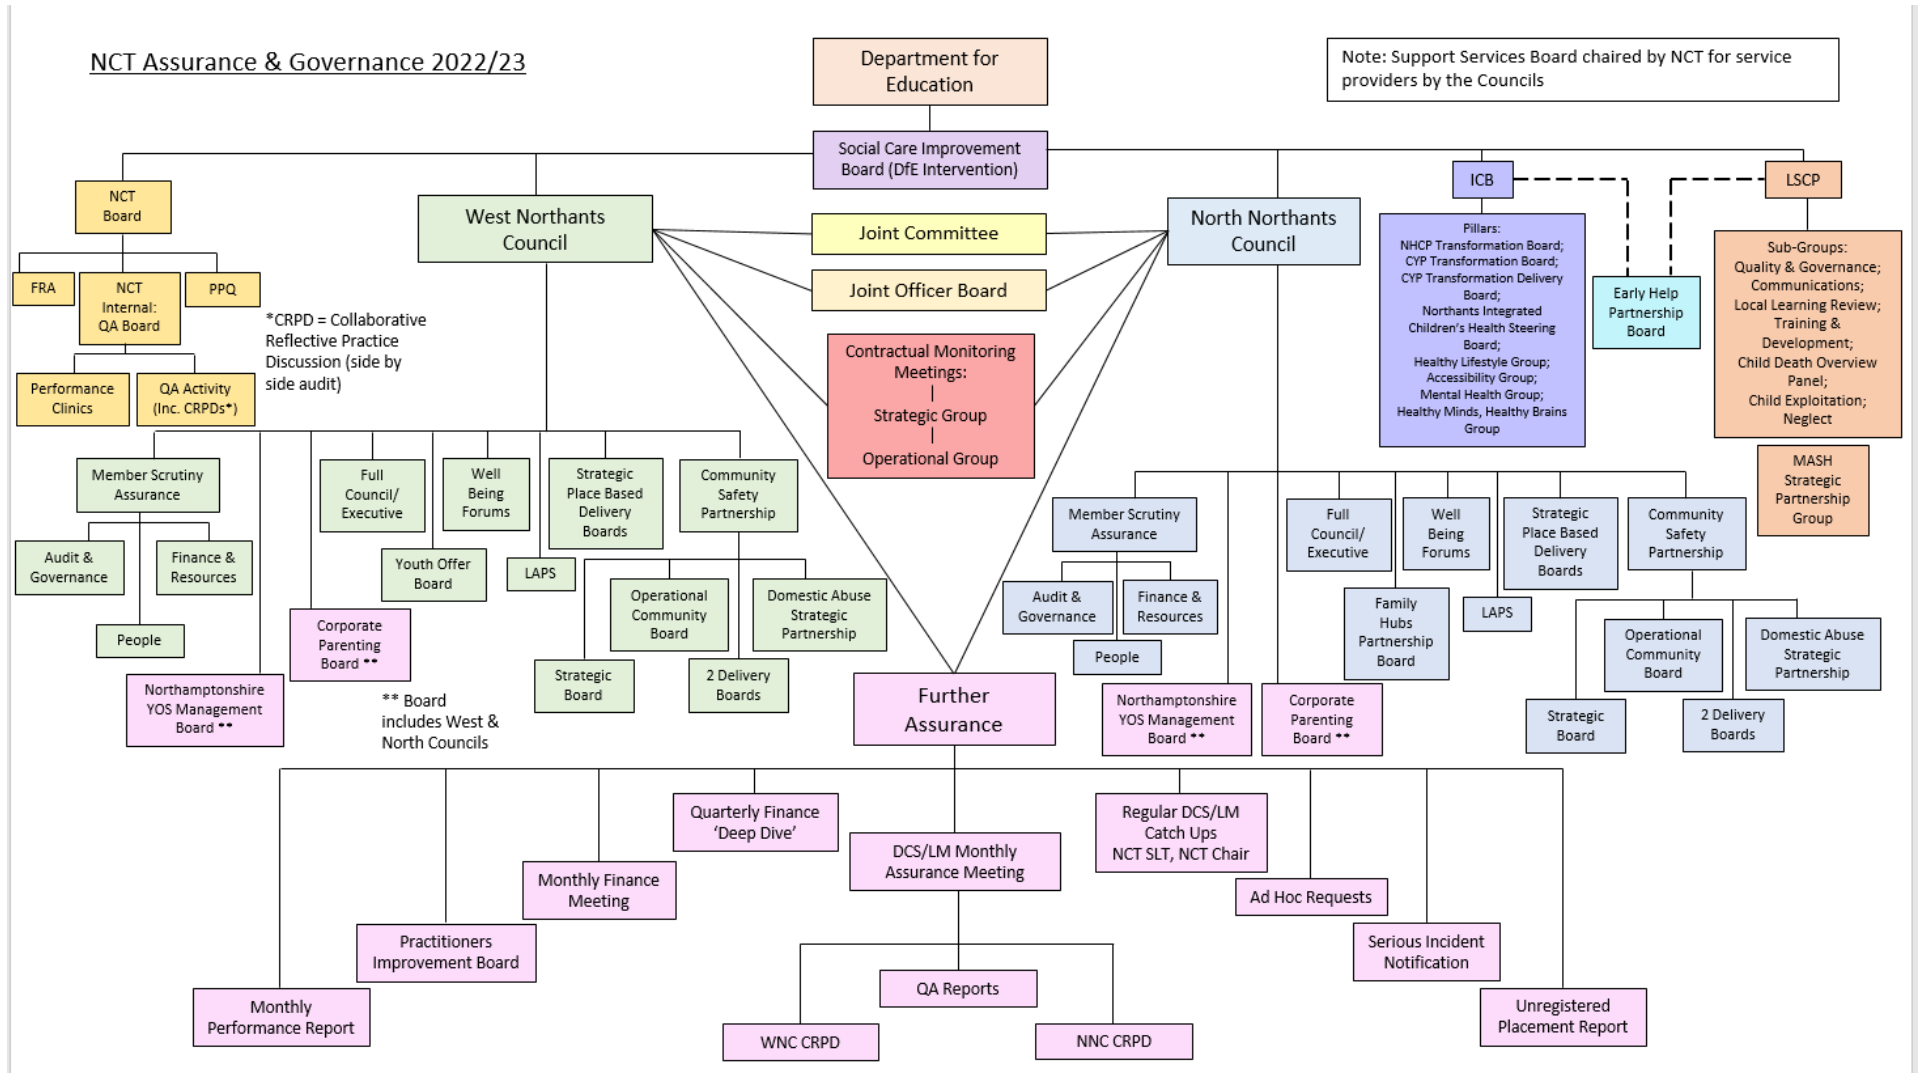 NCT Assurance & Governance 2022/23
Department for
Education
Note: Support Services Board chaired by NCT for service
providers by the Councils
Social Care Improvement
Board (DfE Intervention)
NCT
Board
West Northants
Council
Joint Committee
North Northants
Council
ICB
LSCP
FRA
NCT
Internal:
QA Board
PPQ
Joint Officer Board
Performance
Clinics
QA Activity
(Inc. CRPDs*)
*CRPD = Collaborative
Reflective Practice
Discussion (side by
side audit)
Contractual Monitoring
Meetings:
Strategic Group
Operational Group
Pillars:
NHCP Transformation Board;
CYP Transformation Board;
CYP Transformation Delivery
Board;
Northants Integrated
Children's Health Steering
Board;
Healthy Lifestyle Group;
Accessibility Group;
Mental Health Group;
Healthy Minds, Healthy Brains
Group
Early Help
Partnership
Board
Sub-Groups:
Quality & Governance;
Communications;
Local Learning Review;
Training &
Development;
Child Death Overview
Panel;
Child Exploitation;
Neglect
MASH
Strategic
Partnership
Group
Member Scrutiny
Assurance
Full
Council/
Executive
Well
Being
Forums
Strategic
Place Based
Delivery
Boards
Community
Safety
Partnership
Audit &
Governance
Finance &
Resources
People
Youth Offer
Board
LAPS
Operational
Community
Board
Domestic Abuse
Strategic
Partnership
Strategic
Board
2 Delivery
Boards
Corporate
Parenting
Board **
Northamptonshire
YOS Management
Board **
** Board
includes West &
North Councils
Member Scrutiny
Assurance
Full
Council/
Executive
Well
Being
Forums
Strategic
Place Based
Delivery
Boards
Community
Safety
Partnership
Audit &
Governance
Finance &
Resources
People
Family
Hubs
Partnership
Board
LAPS
Operational
Community
Board
Domestic Abuse
Strategic
Partnership
Strategic
Board
2 Delivery
Boards
Northamptonshire
YOS Management
Board **
Corporate
Parenting
Board **
Further
Assurance
Quarterly Finance
‘Deep Dive’
Regular DCS/LM
Catch Ups
NCT SLT, NCT Chair
DCS/LM Monthly
Assurance Meeting
Monthly Finance
Meeting
Ad Hoc Requests
Practitioners
Improvement Board
Serious Incident
Notification
QA Reports
Monthly
Performance Report
Unregistered
Placement Report
WNC CRPD
NNC CRPD